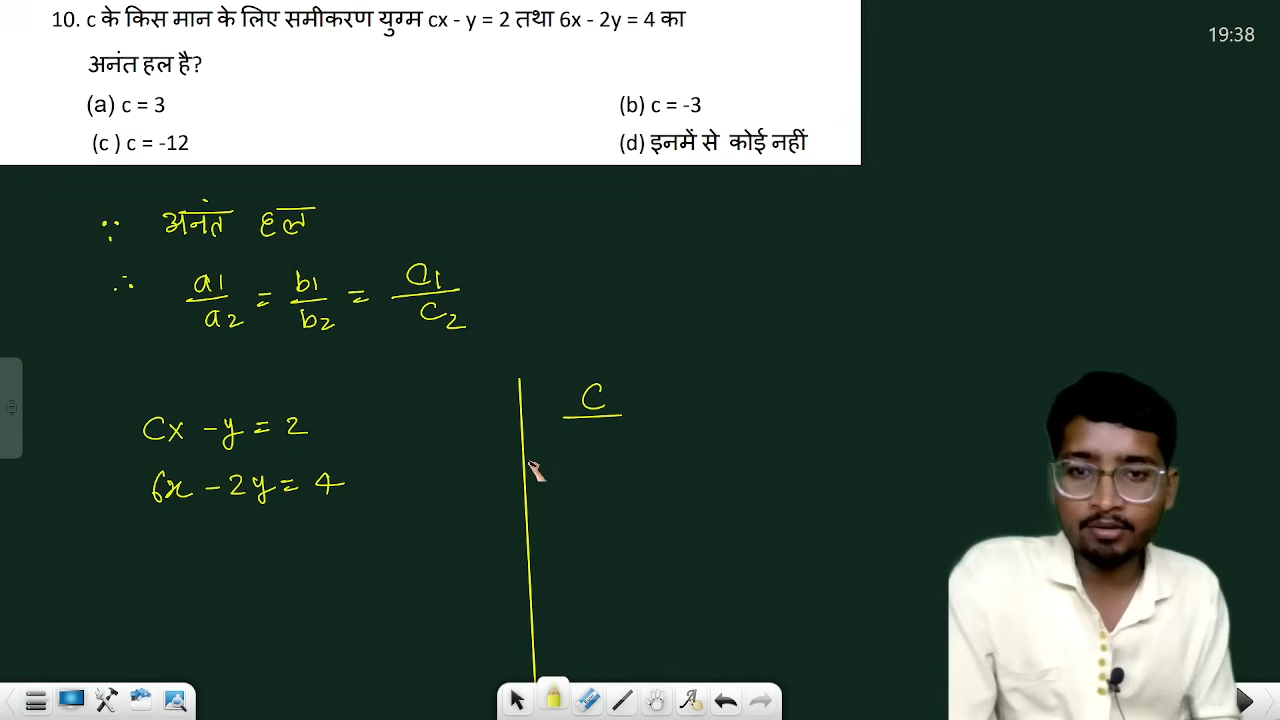 10. c के किस मान के लिए समीकरण युग्म cx - y = 2 तथा 6x - 2y = 4 का
अनंत हल है?
(a) c = 3 (b) c = -3
(c ) c = -12 (d) इनमें से कोई नहीं
19:38
∵ अनंत हल
∴ a1/a2 = b1/b2 = C1/C2
Cx - y = 2
6x - 2y = 4
C